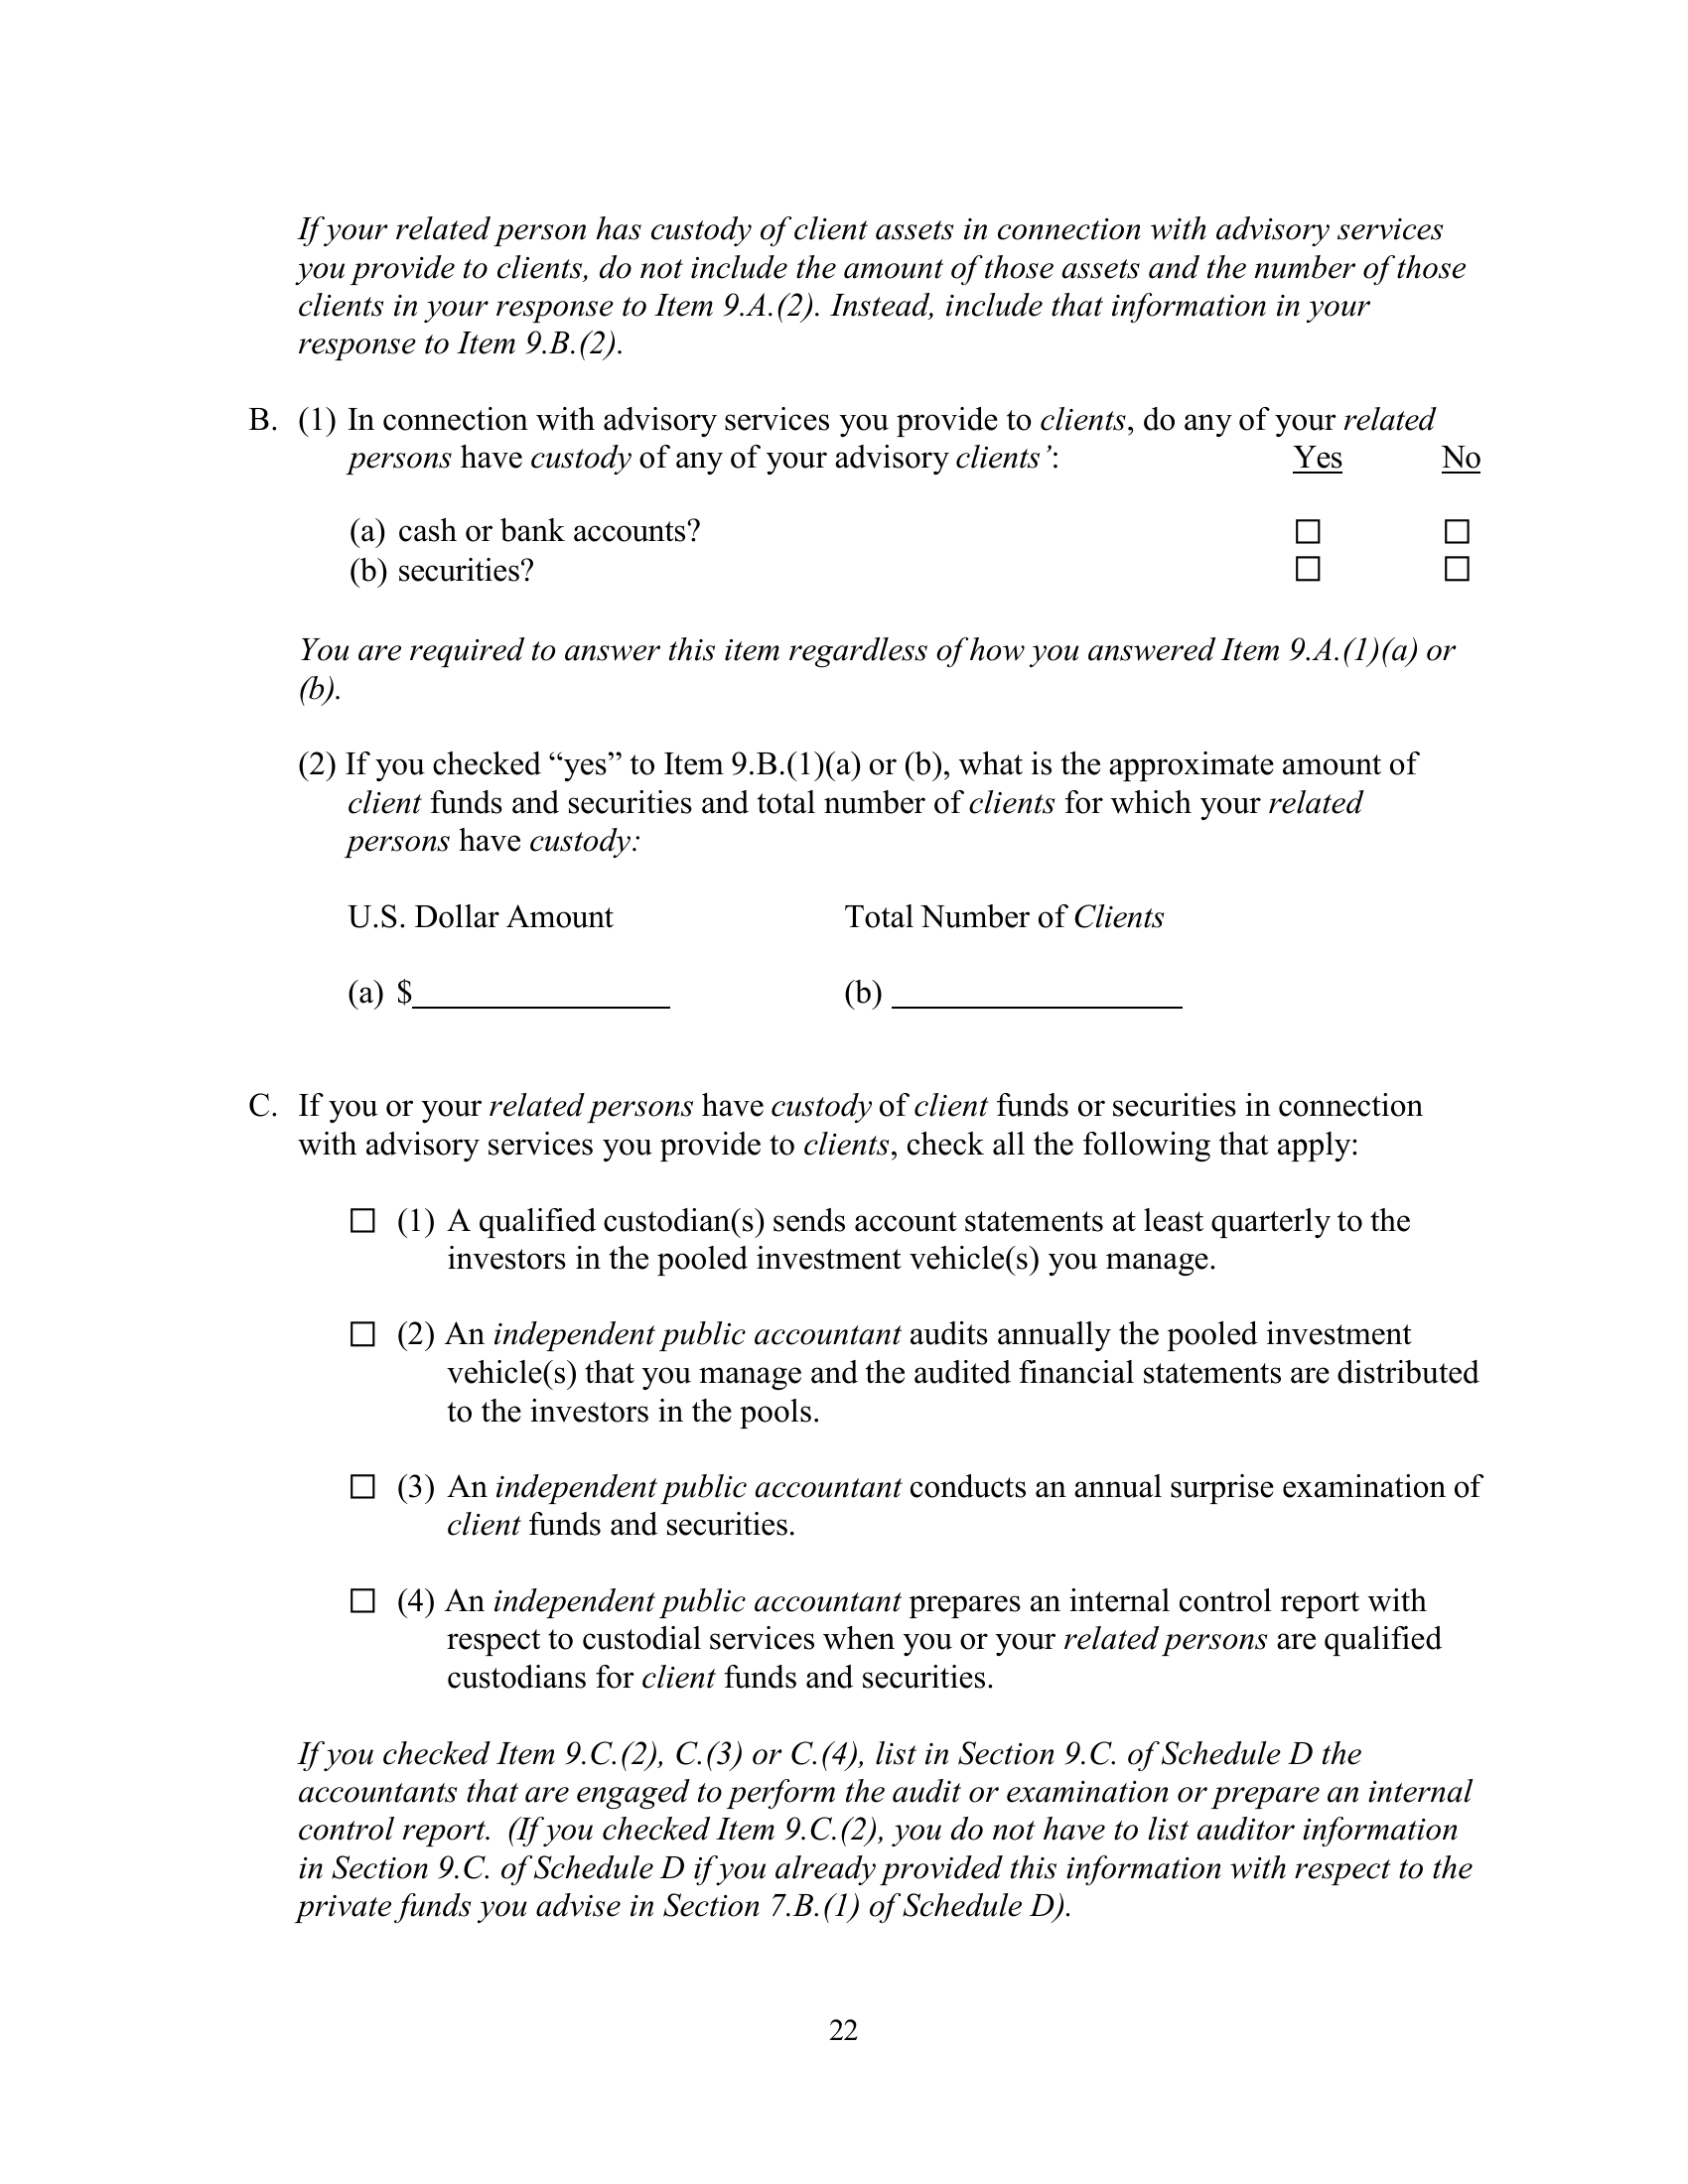 If your related person has custody of client assets in connection with advisory services
you provide to clients, do not include the amount of those assets and the number of those
clients in your response to Item 9.A.(2). Instead, include that information in your
response to Item 9.B.(2).
B. (1) In connection with advisory services you provide to clients, do any of your related
persons have custody of any of your advisory clients’: Yes No
(a) cash or bank accounts? ☐ ☐
(b) securities? ☐ ☐
You are required to answer this item regardless of how you answered Item 9.A.(1)(a) or
(b).
(2) If you checked “yes” to Item 9.B.(1)(a) or (b), what is the approximate amount of
client funds and securities and total number of clients for which your related
persons have custody:
U.S. Dollar Amount Total Number of Clients
(a) $________________ (b) __________________
C. If you or your related persons have custody of client funds or securities in connection
with advisory services you provide to clients, check all the following that apply:
☐ (1) A qualified custodian(s) sends account statements at least quarterly to the
investors in the pooled investment vehicle(s) you manage.
☐ (2) An independent public accountant audits annually the pooled investment
vehicle(s) that you manage and the audited financial statements are distributed
to the investors in the pools.
☐ (3) An independent public accountant conducts an annual surprise examination of
client funds and securities.
☐ (4) An independent public accountant prepares an internal control report with
respect to custodial services when you or your related persons are qualified
custodians for client funds and securities.
If you checked Item 9.C.(2), C.(3) or C.(4), list in Section 9.C. of Schedule D the
accountants that are engaged to perform the audit or examination or prepare an internal
control report. (If you checked Item 9.C.(2), you do not have to list auditor information
in Section 9.C. of Schedule D if you already provided this information with respect to the
private funds you advise in Section 7.B.(1) of Schedule D).
22